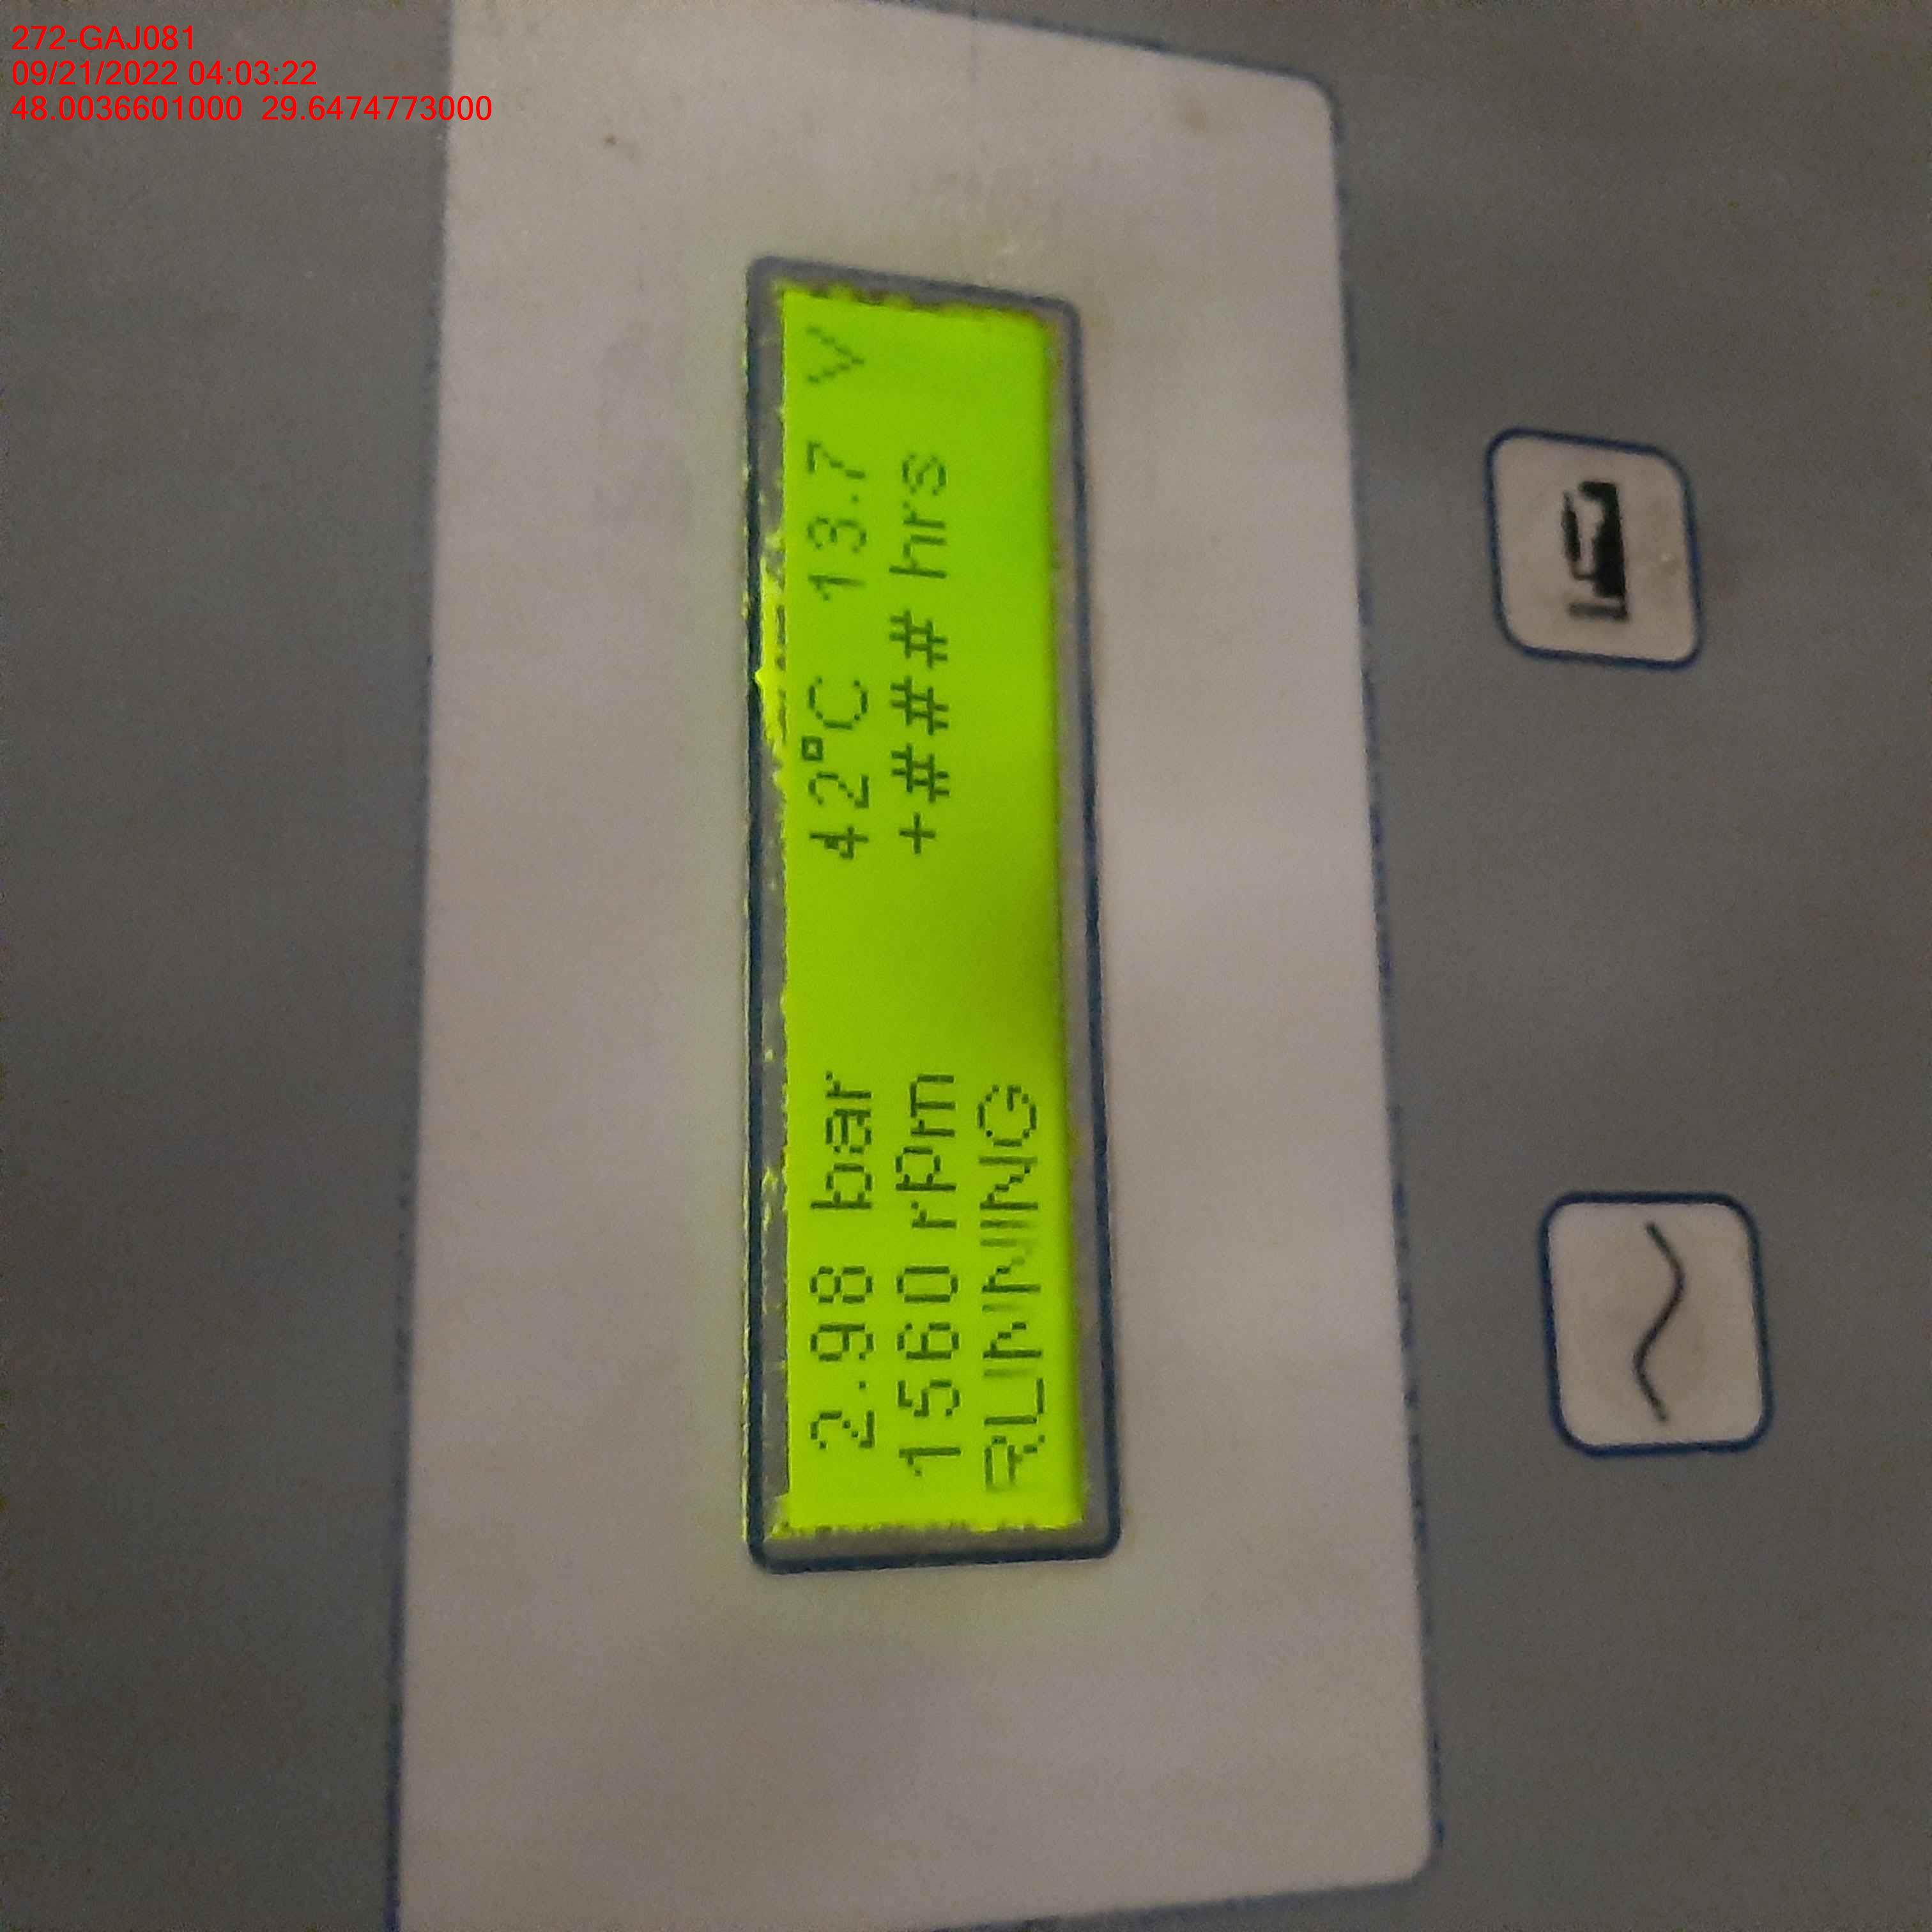 272-GAJ081
09/21/2022 04:03:22
48.0036601000 29.6474773000
2.98 bar 42°C 13.7 V
1560 rpm +### hrs
RUNNING